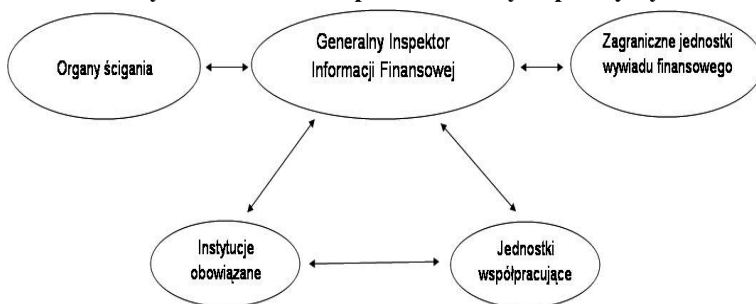 Organy ścigania
Generalny Inspektor
Informacji Finansowej
Zagraniczne jednostki
wywiadu finansowego
Instytucje
obowiązane
Jednostki
współpracujące